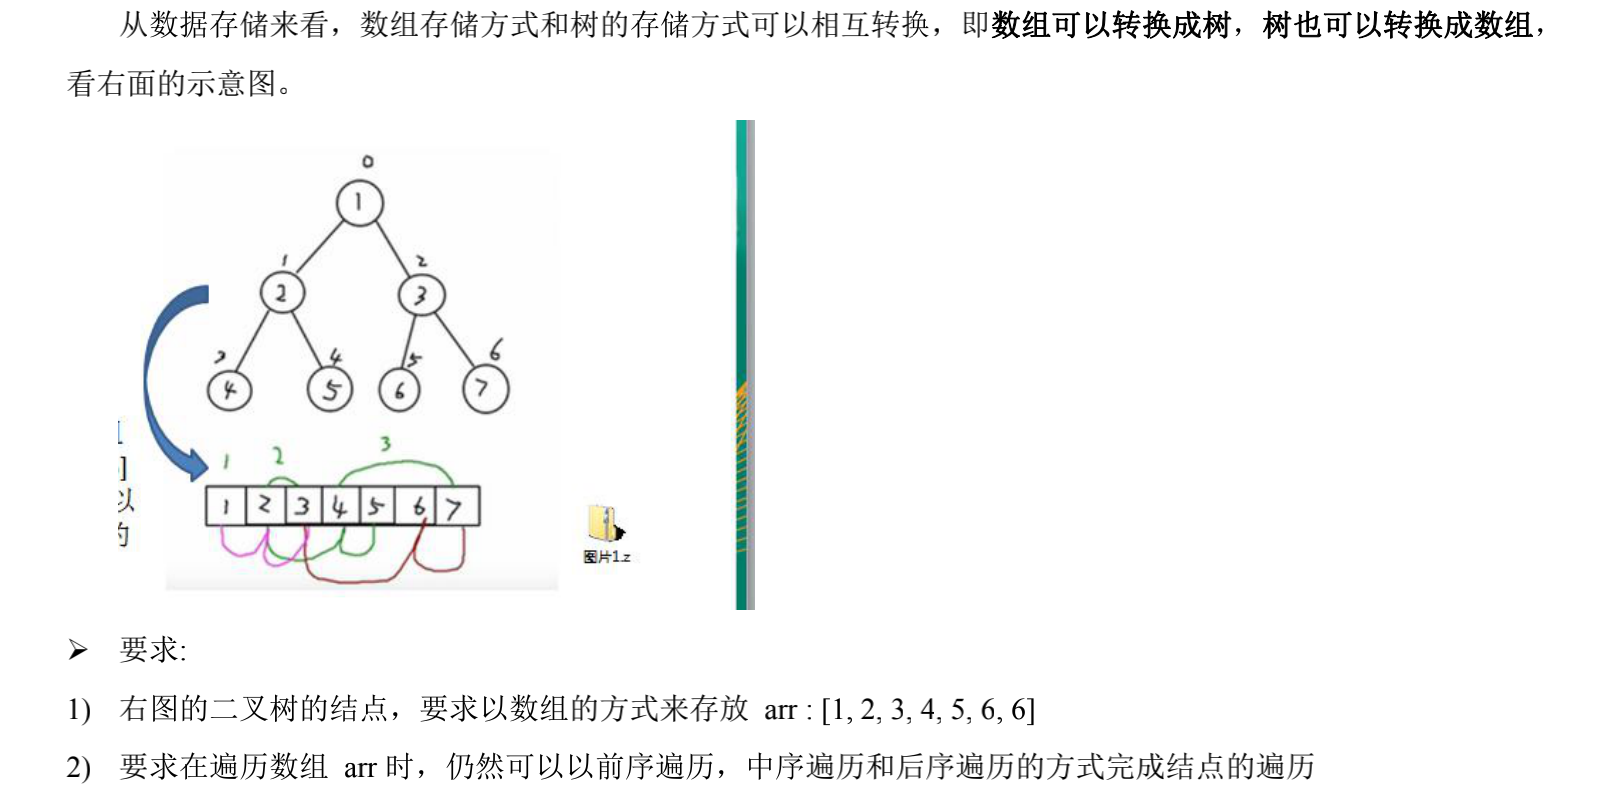 从数据存储来看，数组存储方式和树的存储方式可以相互转换，即数组可以转换成树，树也可以转换成数组，
看右面的示意图。
0
1
1 2
2 3
3 4 5 6
4 5 6 7
1 2 3
1 2 3 4 5 6 7
以
的
图片1.z
➢ 要求:
1) 右图的二叉树的结点，要求以数组的方式来存放 arr : [1, 2, 3, 4, 5, 6, 6]
2) 要求在遍历数组 arr 时，仍然可以以前序遍历，中序遍历和后序遍历的方式完成结点的遍历